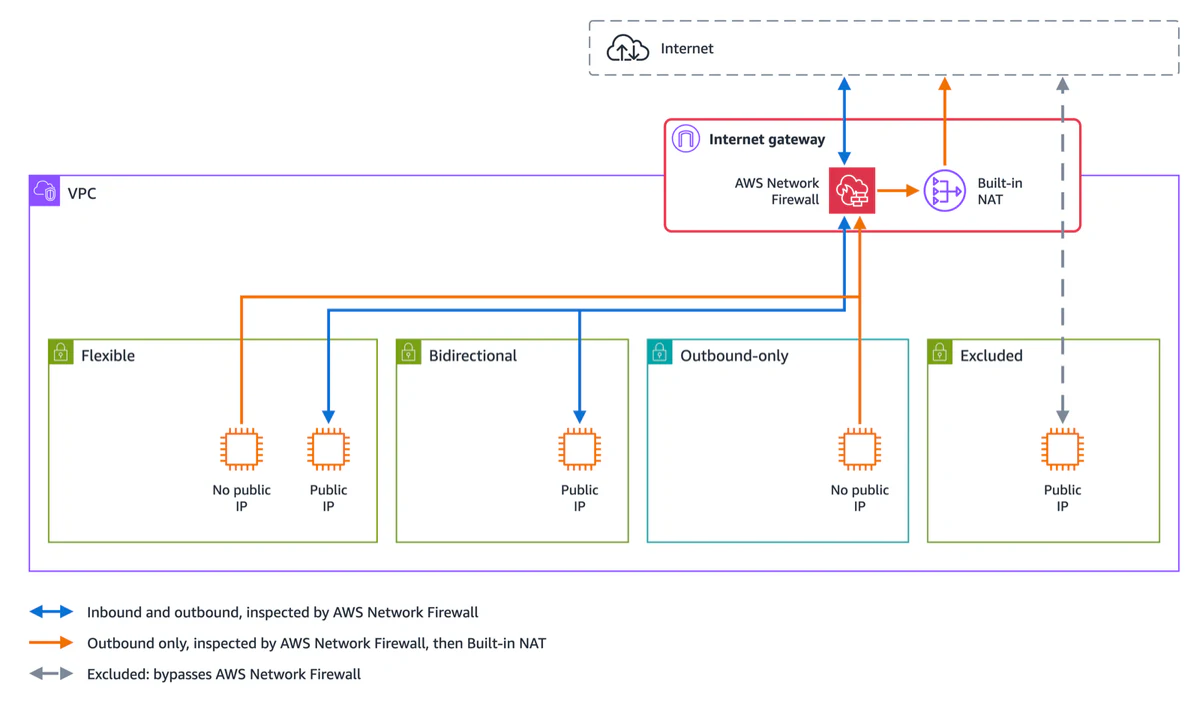 Internet
Internet gateway
AWS Network
Firewall
Built-in
NAT
VPC
Flexible
Bidirectional
Outbound-only
Excluded
No public
IP
Public
IP
Public
IP
No public
IP
Public
IP
Inbound and outbound, inspected by AWS Network Firewall
Outbound only, inspected by AWS Network Firewall, then Built-in NAT
Excluded: bypasses AWS Network Firewall